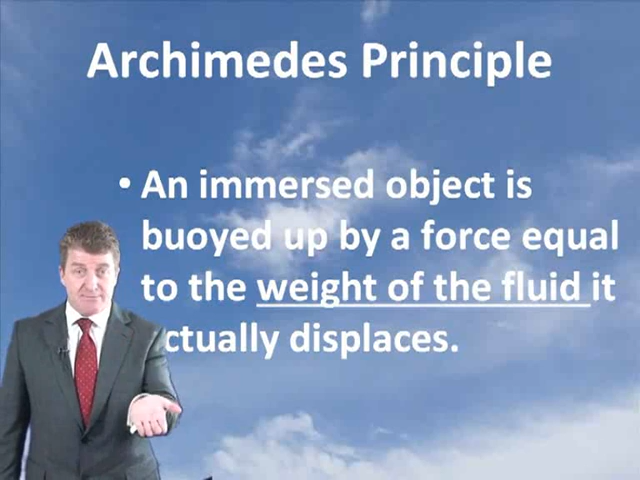 Archimedes Principle
• An immersed object is
buoyed up by a force equal
to the weight of the fluid it
ctually displaces.